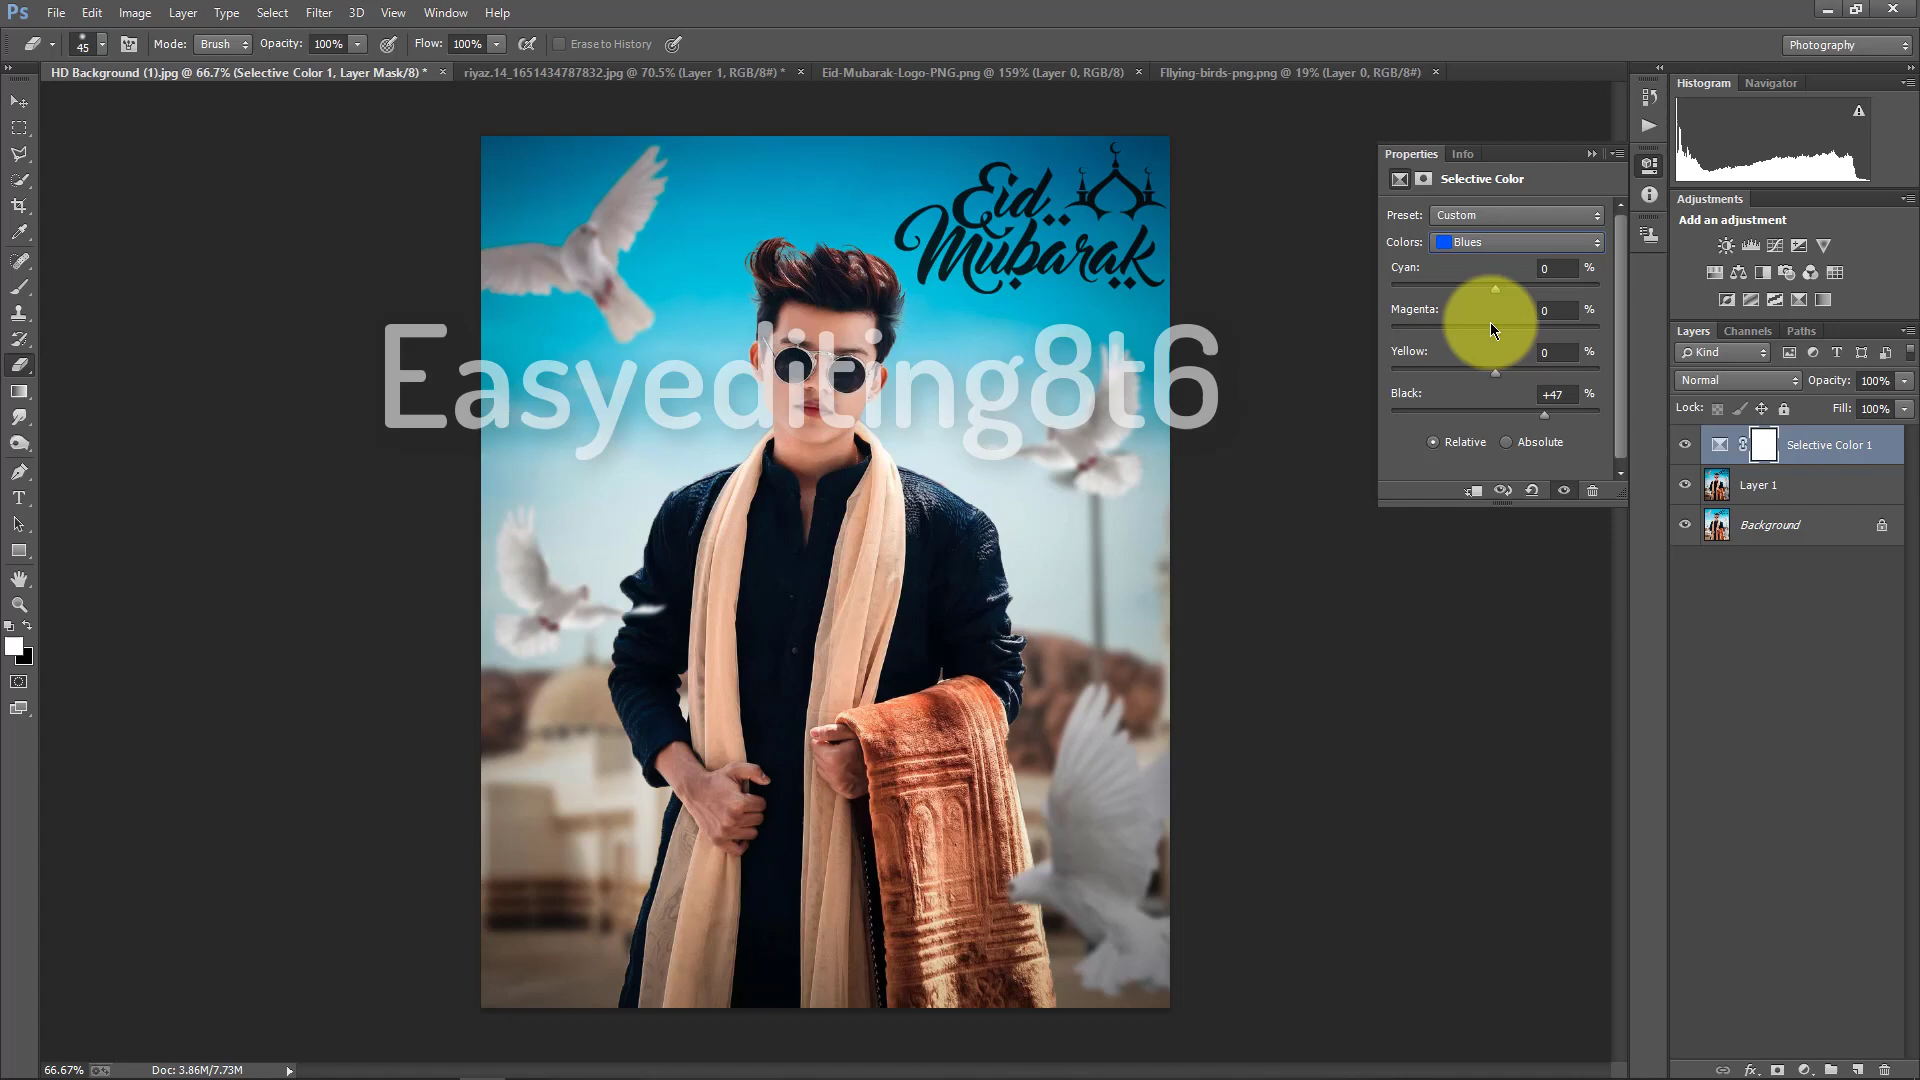 Ps File Edit Image Layer Type Select Filter 3D View Window Help
45 Mode: Brush Opacity: 100% Flow: 100% Erase to History Photography
HD Background (1).jpg @ 66.7% (Selective Color 1, Layer Mask/8) * × riyaz.14_1651434787832.jpg @ 70.5% (Layer 1, RGB/8#) * × Eid-Mubarak-Logo-PNG.png @ 159% (Layer 0, RGB/8) × Fllying-birds-png.png @ 19% (Layer 0, RGB/8#) ×
Histogram Navigator
Eid
Mubarak
Easyediting8t6
Properties Info
Selective Color
Preset: Custom
Colors: Blues
Cyan: 0 %
Magenta: 0 %
Yellow: 0 %
Black: +47 %
Relative Absolute
Adjustments
Add an adjustment
Layers Channels Paths
Kind
Normal Opacity: 100%
Lock: Fill: 100%
Selective Color 1
Layer 1
Background
66.67% Doc: 3.86M/7.73M